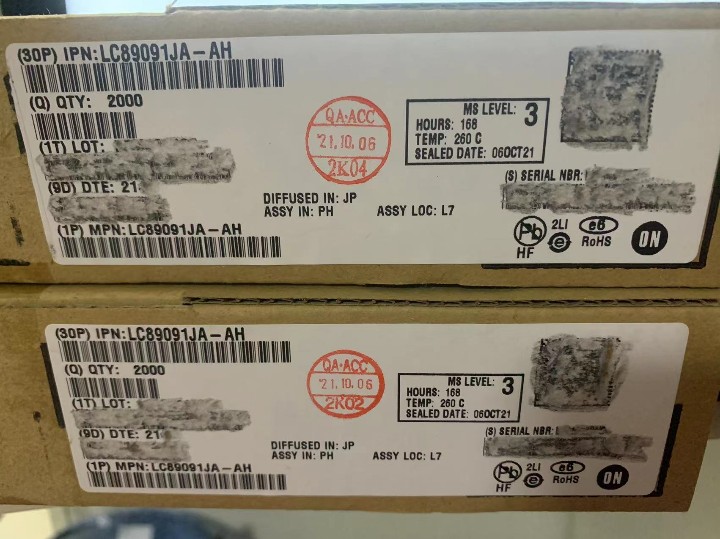 (30P) IPN:LC89091JA-AH
(Q) QTY: 2000
(1T) LOT:
(9D) DTE: 21
(1P) MPN:LC89091JA-AH
QA·ACC
'21.10.06
2K04
DIFFUSED IN: JP
ASSY IN: PH
ASSY LOC: L7
MS LEVEL: 3
HOURS: 168
TEMP: 260 C
SEALED DATE: 06OCT21
(S) SERIAL NBR:
Pb
HF
2LI
e
e6
RoHS
ON
(30P) IPN:LC89091JA-AH
(Q) QTY: 2000
(1T) LOT:
(9D) DTE: 21
(1P) MPN:LC89091JA-AH
QA·ACC
'21.10.06
2K02
DIFFUSED IN: JP
ASSY IN: PH
ASSY LOC: L7
MS LEVEL: 3
HOURS: 168
TEMP: 260 C
SEALED DATE: 06OCT21
(S) SERIAL NBR:
Pb
HF
2LI
e
e6
RoHS
ON